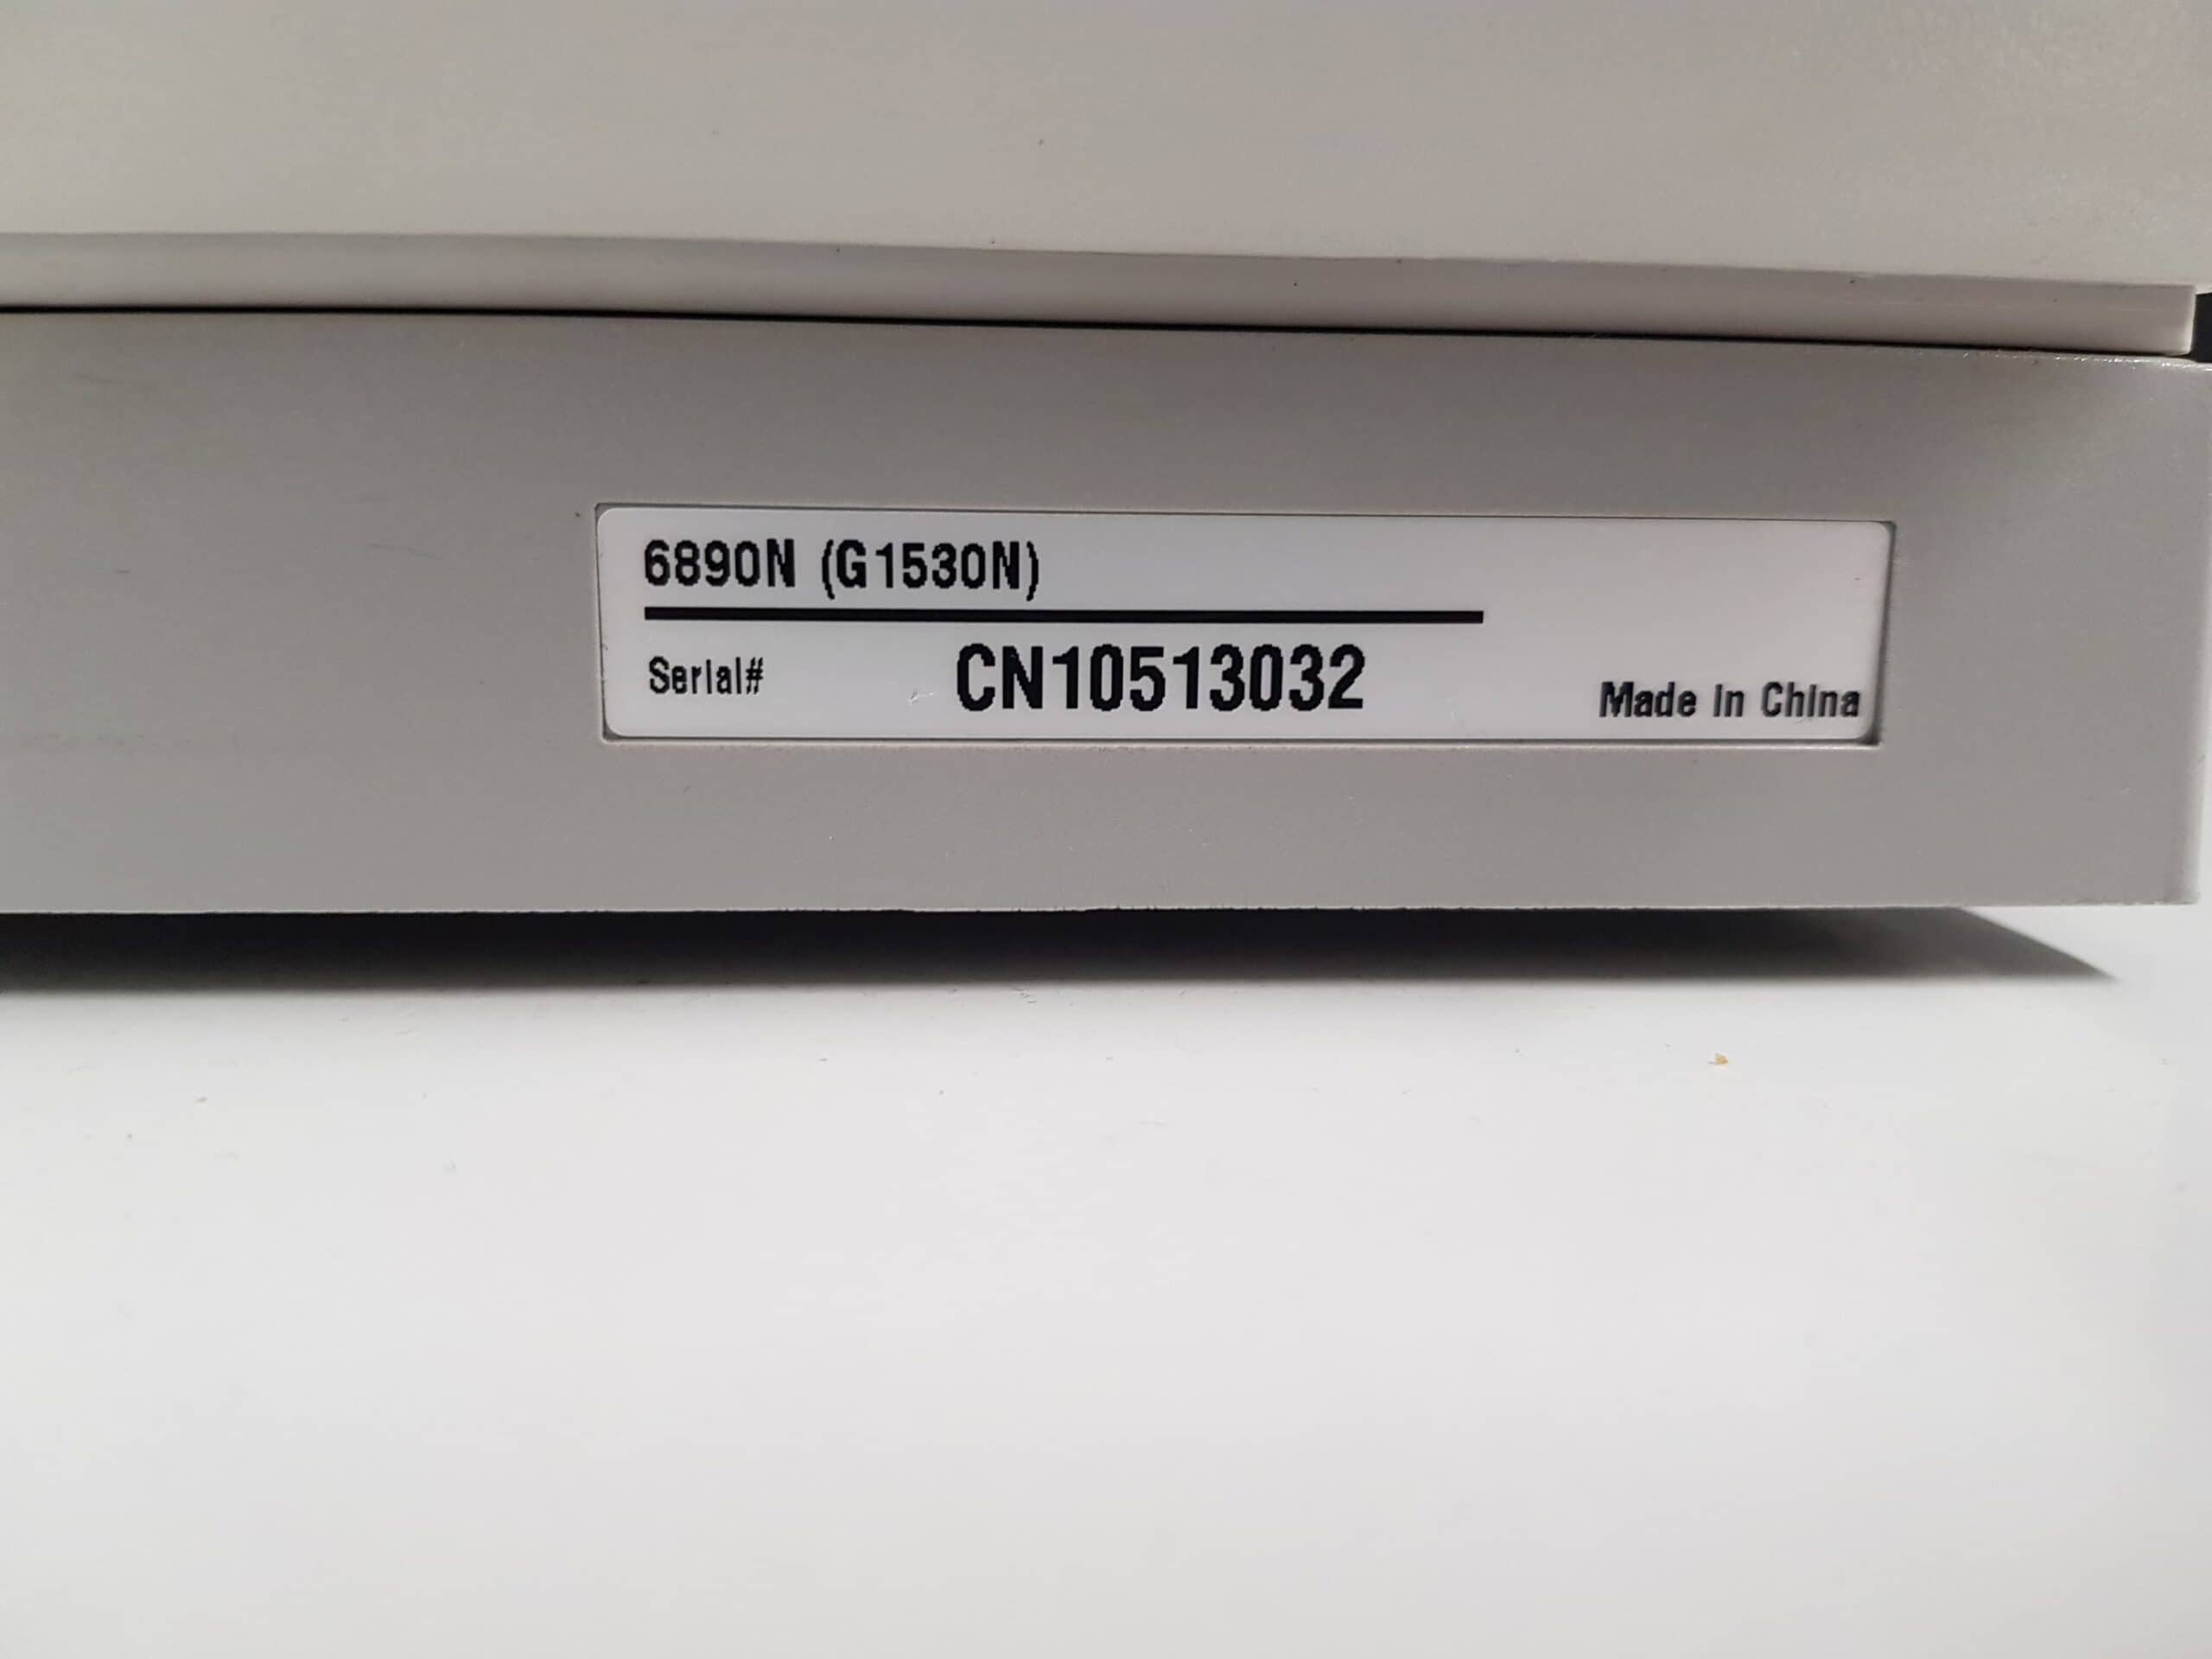 6890N (G1530N)
Serial# CN10513032
Made in China